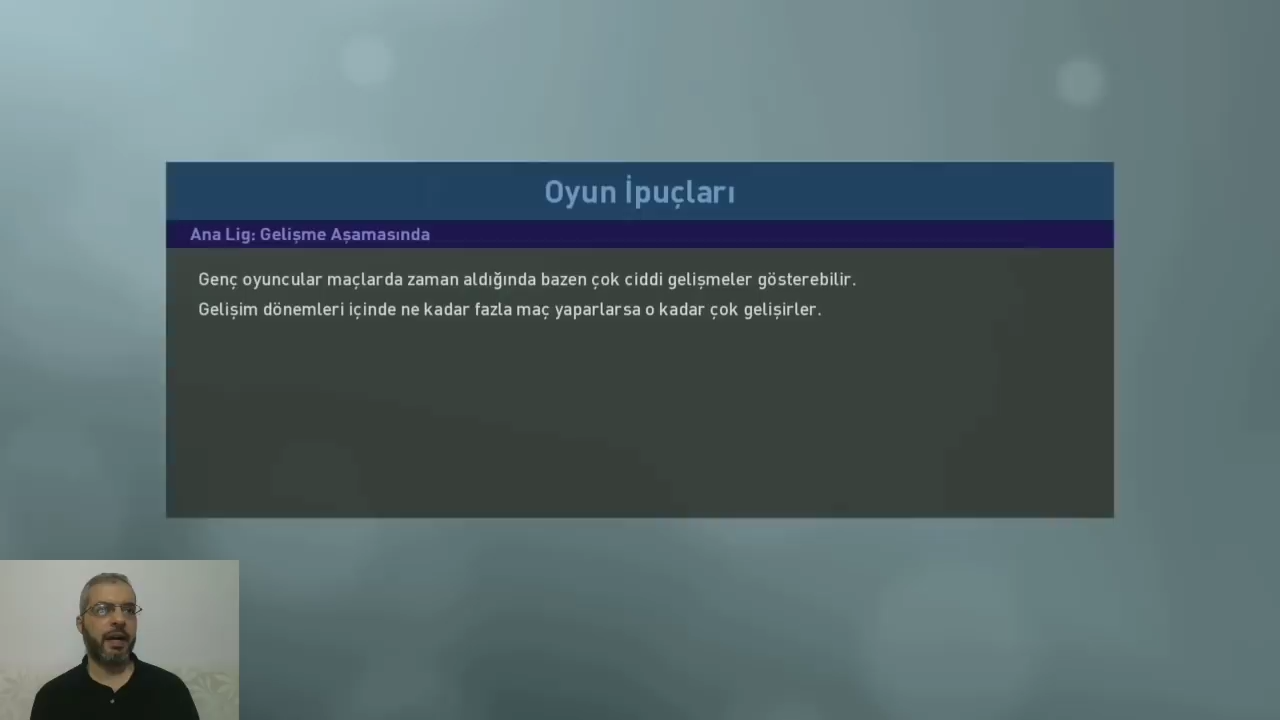 Oyun İpuçları
Ana Lig: Gelişme Aşamasında
Genç oyuncular maçlarda zaman aldığında bazen çok ciddi gelişmeler gösterebilir.
Gelişim dönemleri içinde ne kadar fazla maç yaparlarsa o kadar çok gelişirler.